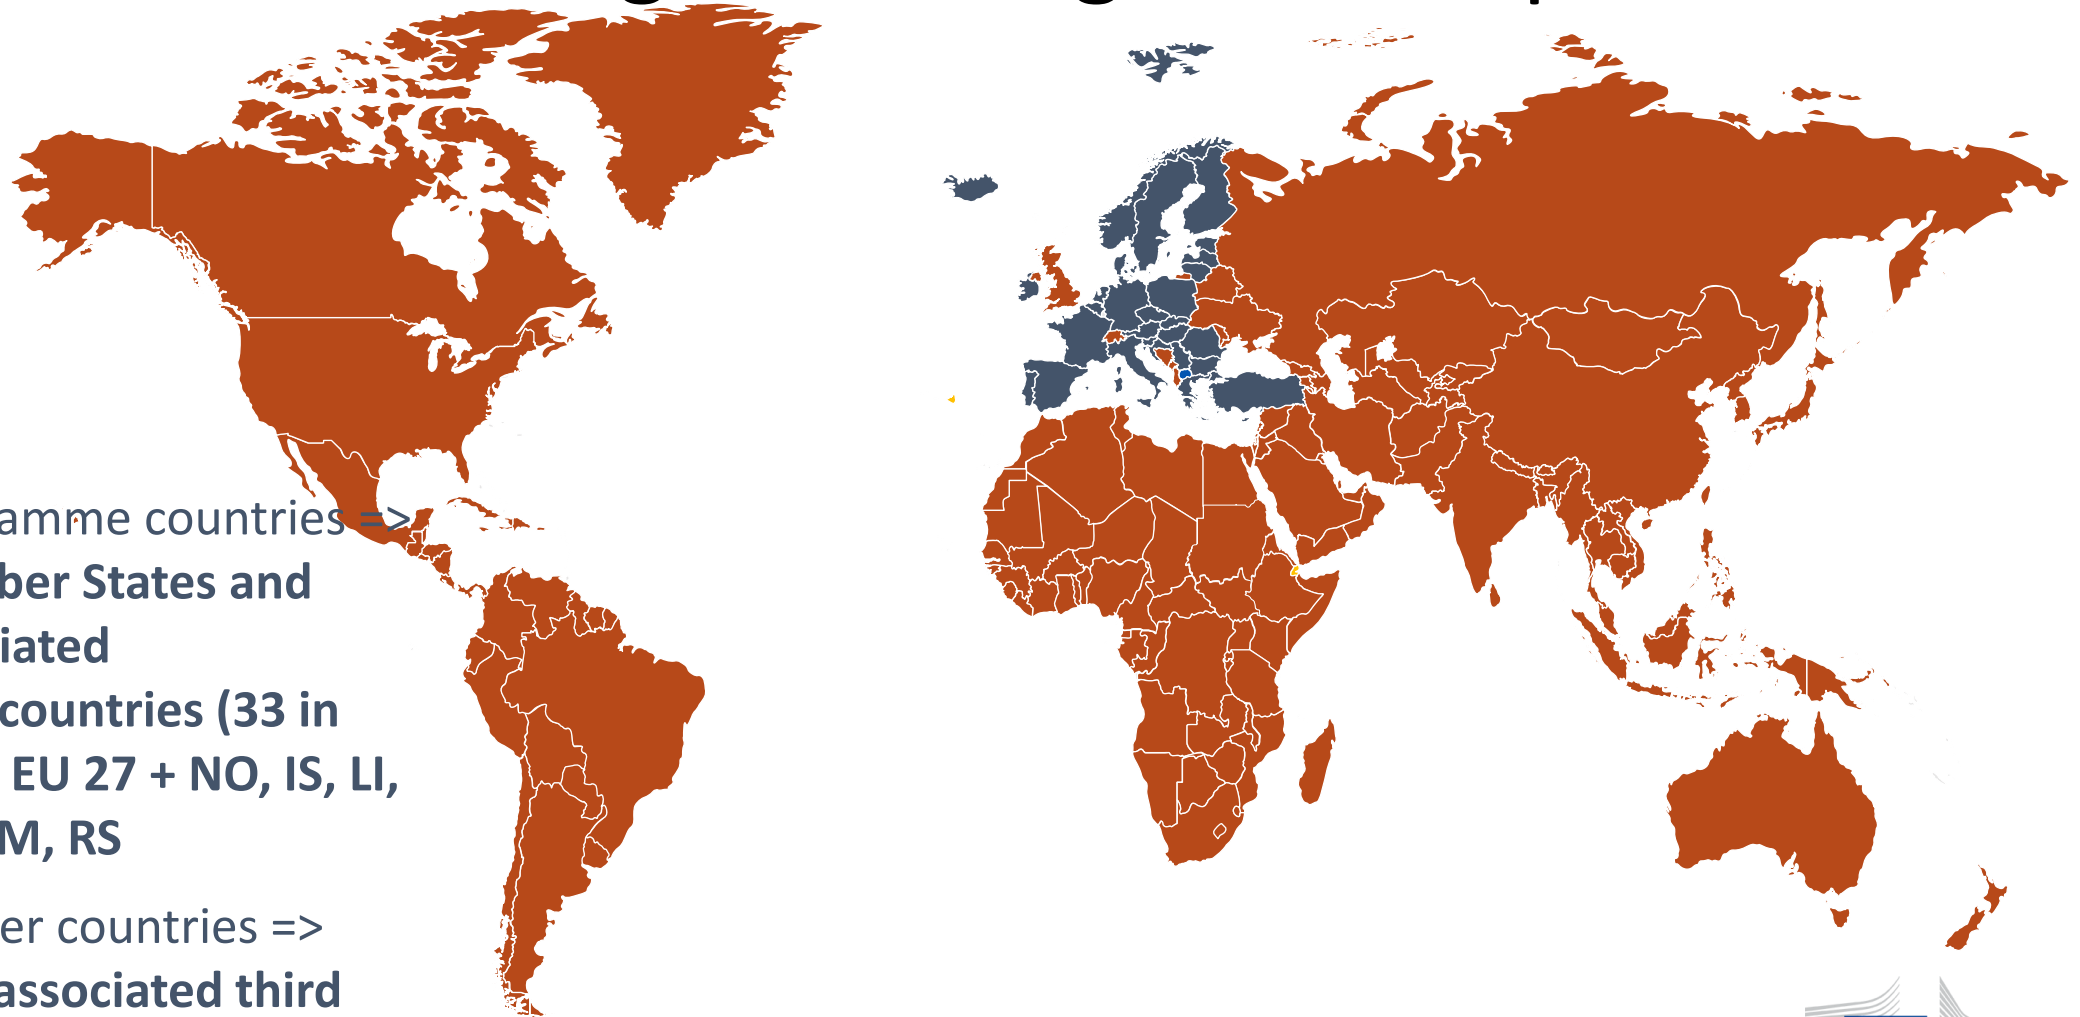 amme countries =>
ber States and
iated
countries (33 in
EU 27 + NO, IS, LI,
M, RS
er countries =>
associated third